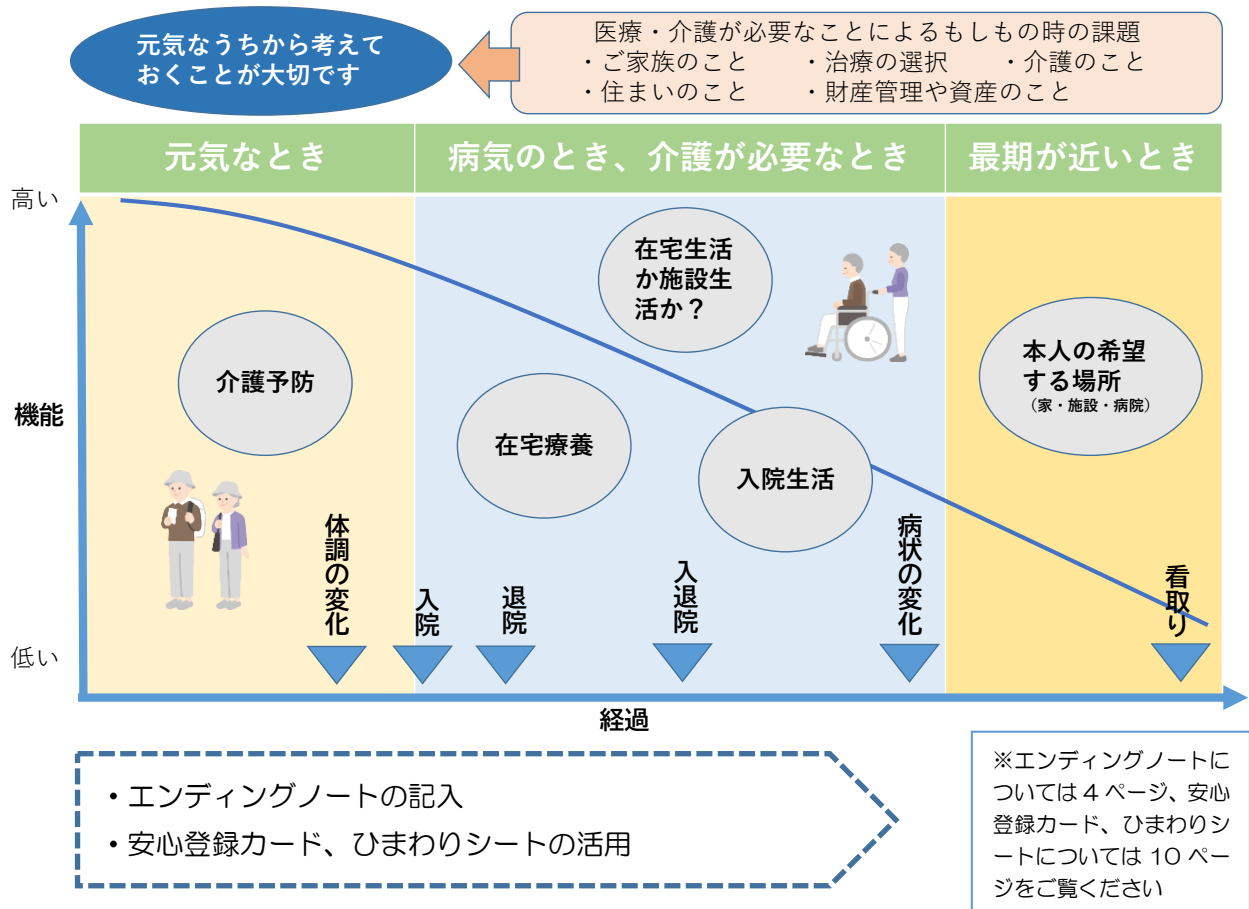 元気なうちから考えて
おくことが大切です
医療・介護が必要なことによるもしもの時の課題
・ご家族のこと　　・治療の選択　　・介護のこと
・住まいのこと　　・財産管理や資産のこと
元気なとき
病気のとき、介護が必要なとき
最期が近いとき
高い
機能
低い
在宅生活
か施設生
活か？
介護予防
在宅療養
入院生活
本人の希望
する場所
（家・施設・病院）
体調の変化
入院
退院
入退院
病状の変化
看取り
経過
・エンディングノートの記入
・安心登録カード、ひまわりシートの活用
※エンディングノートに
ついては４ページ、安心
登録カード、ひまわりシ
ートについては 10 ペー
ジをご覧ください